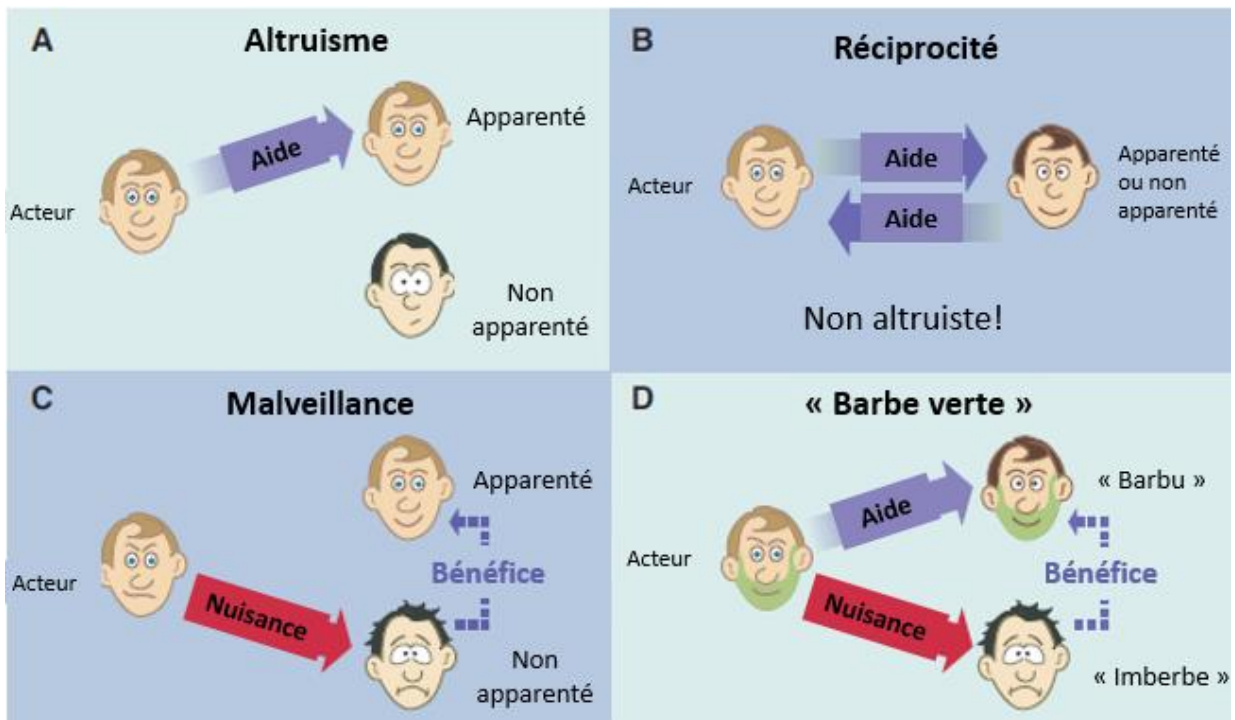 A
Altruisme
Apparenté
Aide
Acteur
Non
apparenté
B
Réciprocité
Aide
Acteur
Apparenté
ou non
apparenté
Aide
Non altruiste!
C
Malveillance
Apparenté
Acteur
Bénéfice
Nuisance
Non
apparenté
D
« Barbe verte »
« Barbu »
Aide
Acteur
Bénéfice
Nuisance
« Imberbe »